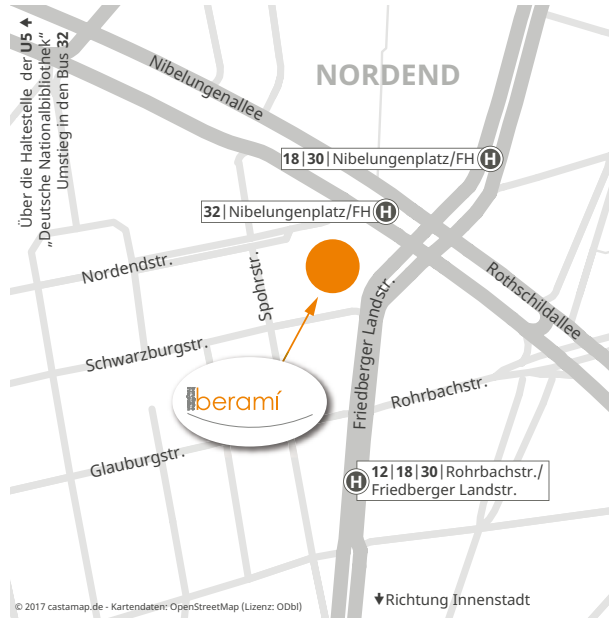 Über die Haltestelle der U5
„Deutsche Nationalbibliothek”
Umstieg in den Bus 32
Nibelungenallee
NORDEND
18|30|Nibelungenplatz/FH H
32|Nibelungenplatz/FH H
Nordendstr.
Spohrstr.
Rothschildallee
Schwarzburgstr.
Friedberger Landstr.
beramí
Rohrbachstr.
Glauburgstr.
H 12|18|30|Rohrbachstr./
Friedberger Landstr.
Richtung Innenstadt
© 2017 castamap.de - Kartendaten: OpenStreetMap (Lizenz: ODbl)